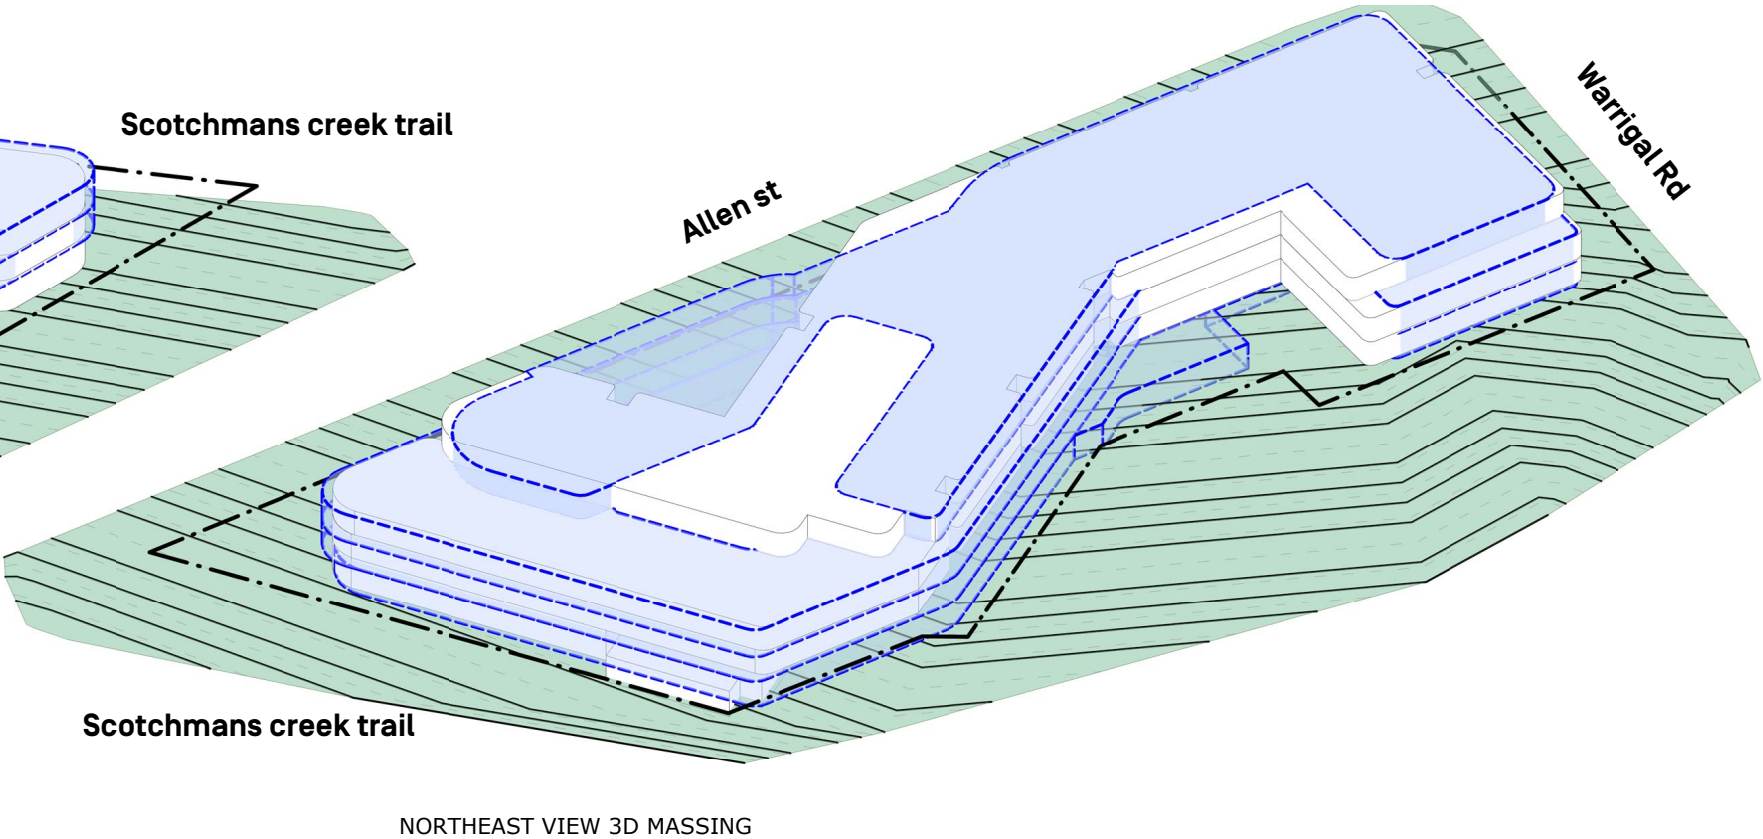 Scotchmans creek trail
Warrigal Rd
Allen st
Scotchmans creek trail
NORTHEAST VIEW 3D MASSING